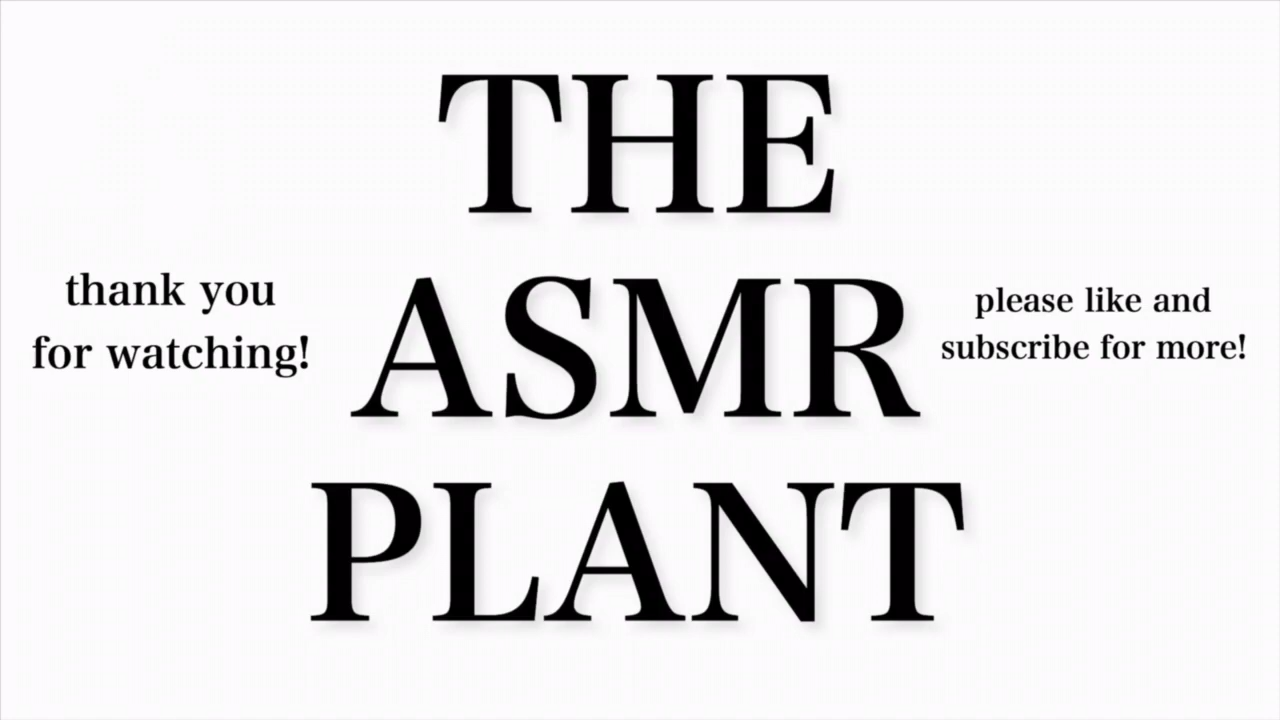 THE
ASMR
PLANT
thank you
for watching!
please like and
subscribe for more!